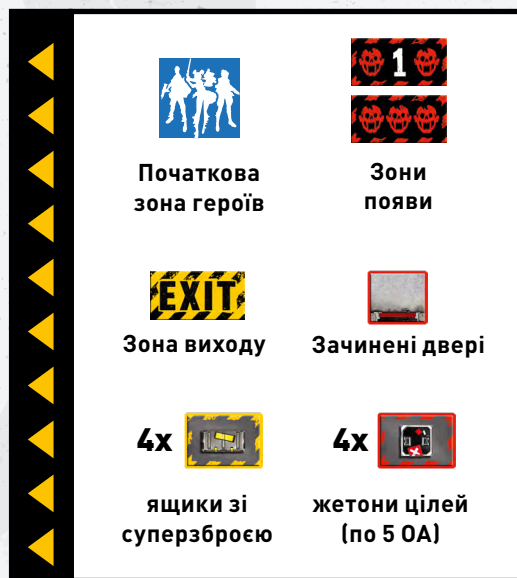 1
Початкова
зона героїв
Зони
появи
EXIT
Зона виходу
Зачинені двері
4x
4x
ящики зі
суперзброєю
жетони цілей
(по 5 ОА)